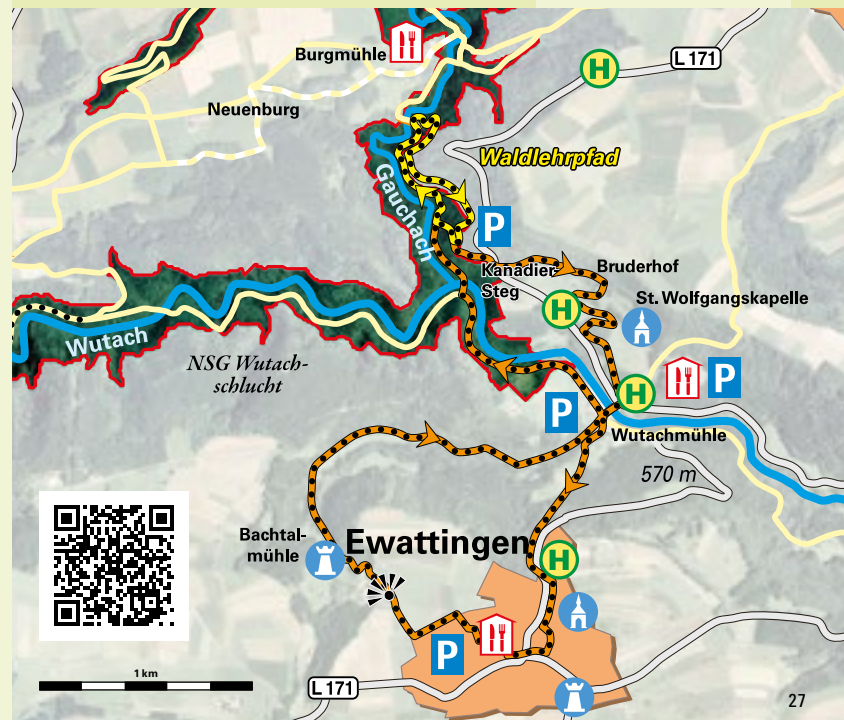 Burgmühle
L 171
H
Neuenburg
Waldlehrpfad
Gauchach
P
Kanadier-
Steg
Bruderhof
St. Wolfgangskapelle
H
Wutach
NSG Wutach-
schlucht
H
P
P
Wutachmühle
570 m
Bachtal-
mühle
Ewattingen
H
P
1 km
L 171
27